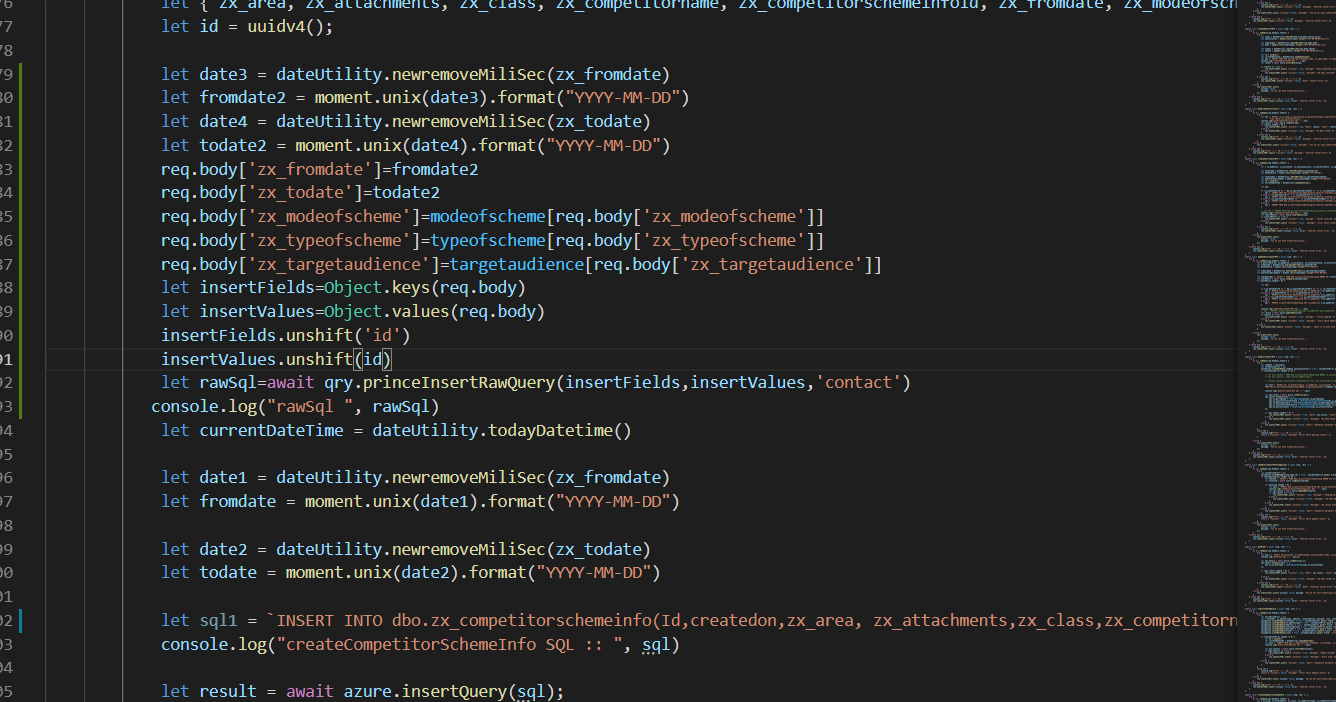 76 let { zx_area, zx_attachments, zx_class, zx_competitorname, zx_competitorschemeinfoid, zx_fromdate, zx_modeofsch
77 let id = uuidv4();
78
79 let date3 = dateUtility.newremoveMiliSec(zx_fromdate)
80 let fromdate2 = moment.unix(date3).format("YYYY-MM-DD")
81 let date4 = dateUtility.newremoveMiliSec(zx_todate)
82 let todate2 = moment.unix(date4).format("YYYY-MM-DD")
83 req.body['zx_fromdate']=fromdate2
84 req.body['zx_todate']=todate2
85 req.body['zx_modeofscheme']=modeofscheme[req.body['zx_modeofscheme']]
86 req.body['zx_typeofscheme']=typeofscheme[req.body['zx_typeofscheme']]
87 req.body['zx_targetaudience']=targetaudience[req.body['zx_targetaudience']]
88 let insertFields=Object.keys(req.body)
89 let insertValues=Object.values(req.body)
90 insertFields.unshift('id')
91 insertValues.unshift(id)
92 let rawSql=await qry.princeInsertRawQuery(insertFields,insertValues,'contact')
93 console.log("rawSql ", rawSql)
94 let currentDateTime = dateUtility.todayDatetime()
95
96 let date1 = dateUtility.newremoveMiliSec(zx_fromdate)
97 let fromdate = moment.unix(date1).format("YYYY-MM-DD")
98
99 let date2 = dateUtility.newremoveMiliSec(zx_todate)
00 let todate = moment.unix(date2).format("YYYY-MM-DD")
01
02 let sql1 = `INSERT INTO dbo.zx_competitorschemeinfo(Id,createdon,zx_area, zx_attachments,zx_class,zx_competitorn
03 console.log("createCompetitorSchemeInfo SQL :: ", sql)
04
05 let result = await azure.insertQuery(sql);